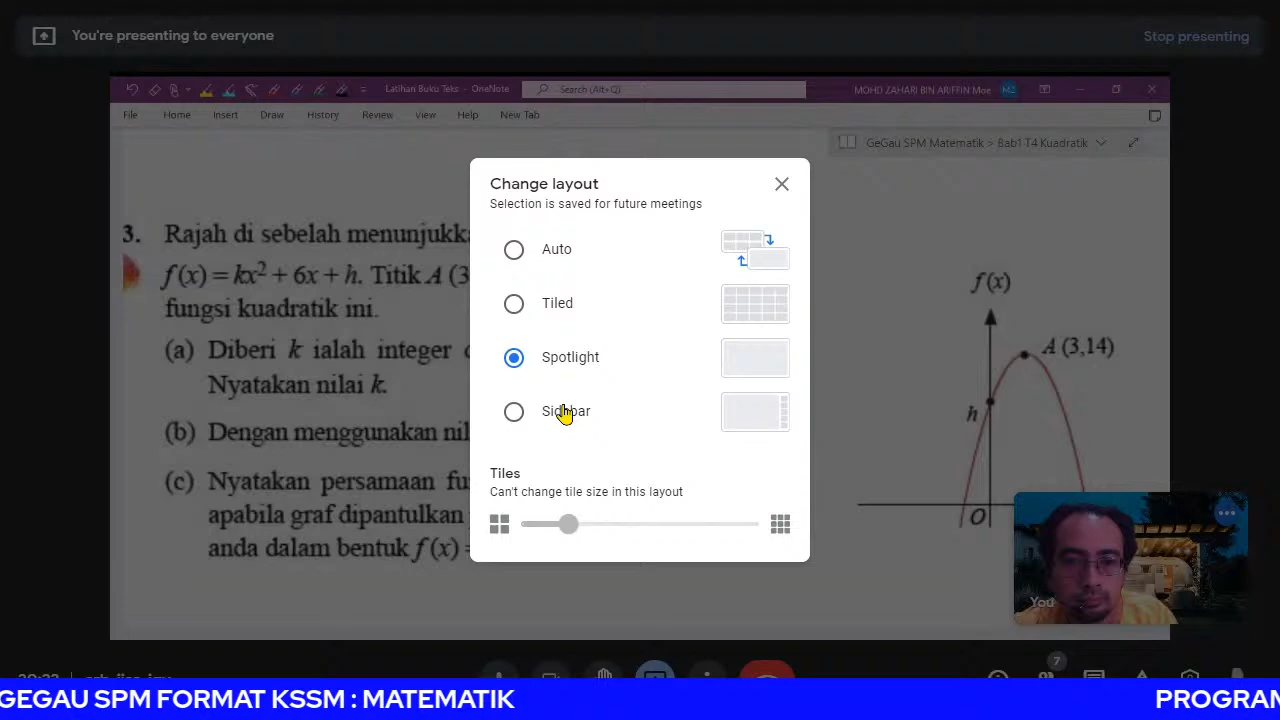 You're presenting to everyone
Stop presenting
Latihan Buku Teks - OneNote
Search (Alt+Q)
MOHD ZAHARI BIN ARIFFIN Moe
MZ
File Home Insert Draw History Review View Help New Tab
GeGau SPM Matematik > Bab1 T4 Kuadratik
Change layout
Selection is saved for future meetings
Auto
Tiled
Spotlight
Sidebar
Tiles
Can't change tile size in this layout
3. Rajah di sebelah menunjukka
f(x) = kx² + 6x + h. Titik A (3
fungsi kuadratik ini.
(a) Diberi k ialah integer
Nyatakan nilai k.
(b) Dengan menggunakan nil
(c) Nyatakan persamaan fu
apabila graf dipantulkan
anda dalam bentuk f(x) =
f(x)
A (3,14)
h
O
You
7
GEGAU SPM FORMAT KSSM : MATEMATIK
PROGRAM